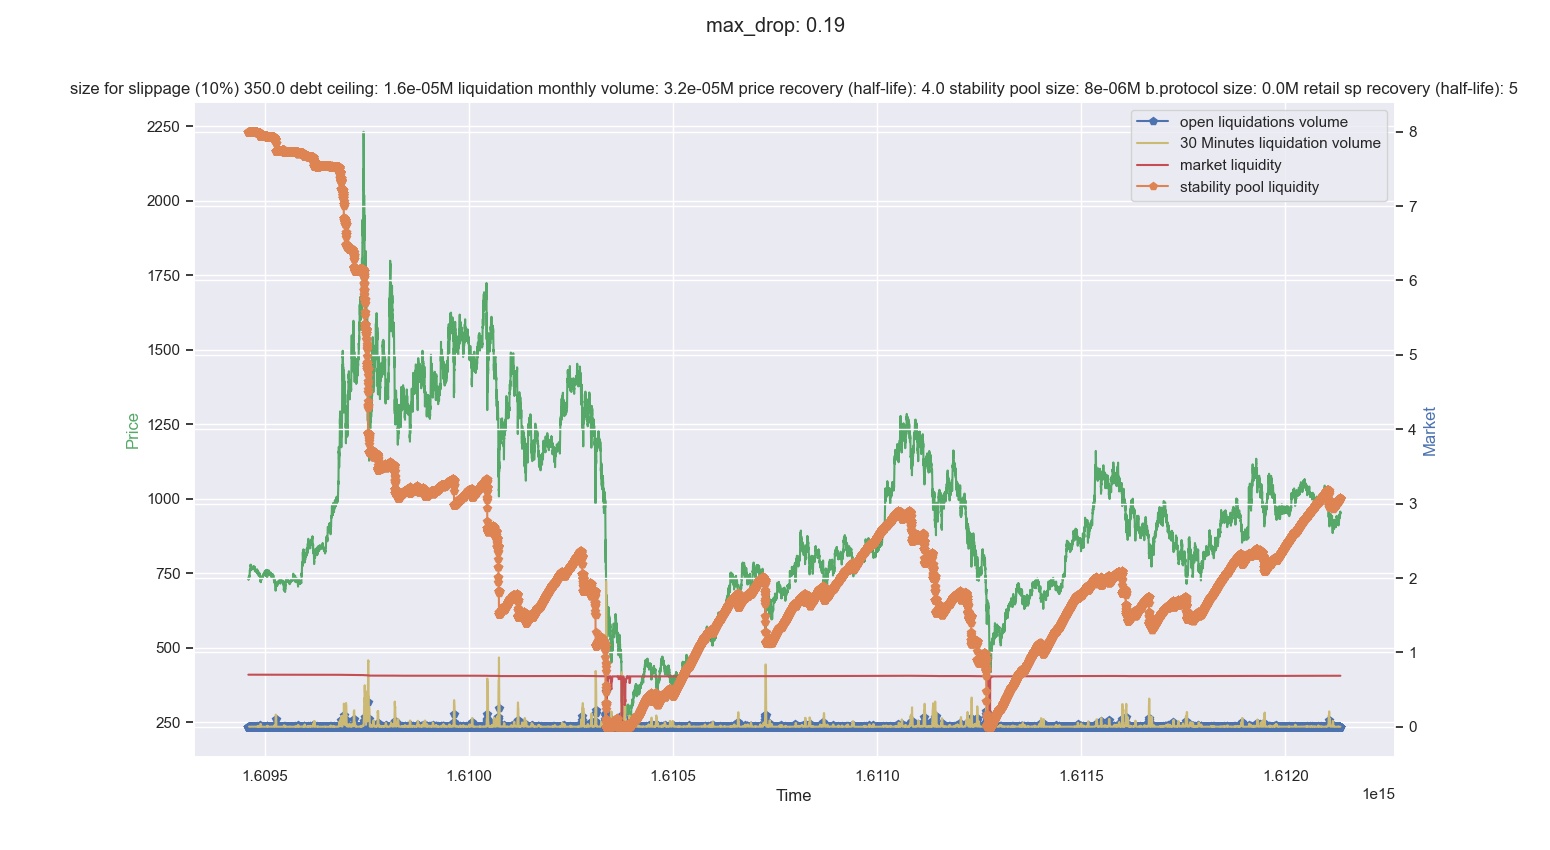 max_drop: 0.19
size for slippage (10%) 350.0 debt ceiling: 1.6e-05M liquidation monthly volume: 3.2e-05M price recovery (half-life): 4.0 stability pool size: 8e-06M b.protocol size: 0.0M retail sp recovery (half-life): 5
open liquidations volume
30 Minutes liquidation volume
market liquidity
stability pool liquidity
2250
2000
1750
1500
1250
1000
750
500
250
Price
8
7
6
5
4
3
2
1
0
Market
1.6095 1.6100 1.6105 1.6110 1.6115 1.6120
1e15
Time